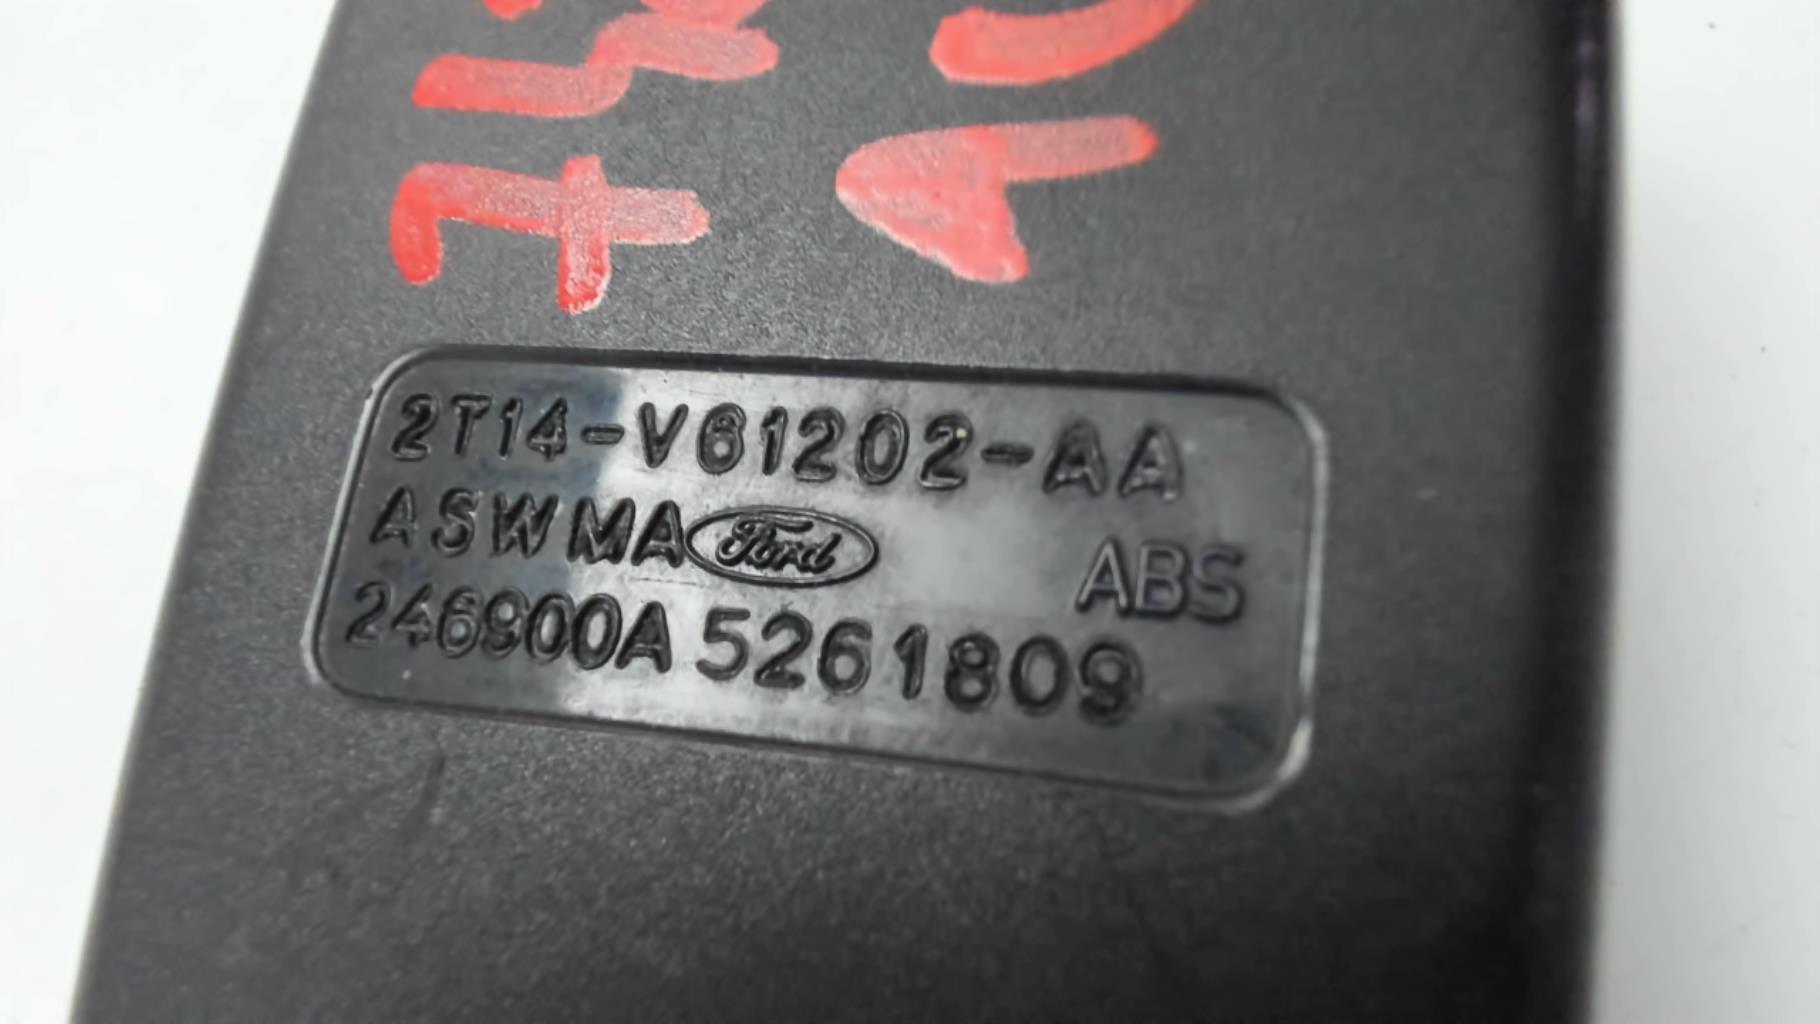 2T14-V61202-AA
ASWMA Ford ABS
246900A 5261809